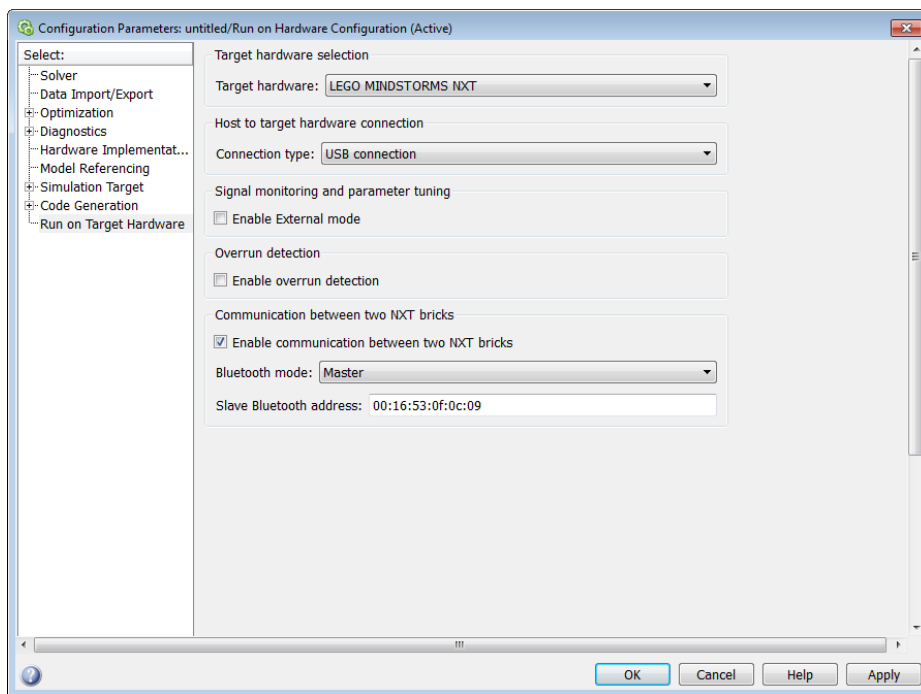 Configuration Parameters: untitled/Run on Hardware Configuration (Active)
Select:
Solver
Data Import/Export
Optimization
Diagnostics
Hardware Implementat...
Model Referencing
Simulation Target
Code Generation
Run on Target Hardware
Target hardware selection
Target hardware: LEGO MINDSTORMS NXT
Host to target hardware connection
Connection type: USB connection
Signal monitoring and parameter tuning
Enable External mode
Overrun detection
Enable overrun detection
Communication between two NXT bricks
Enable communication between two NXT bricks
Bluetooth mode: Master
Slave Bluetooth address: 00:16:53:0f:0c:09
OK Cancel Help Apply